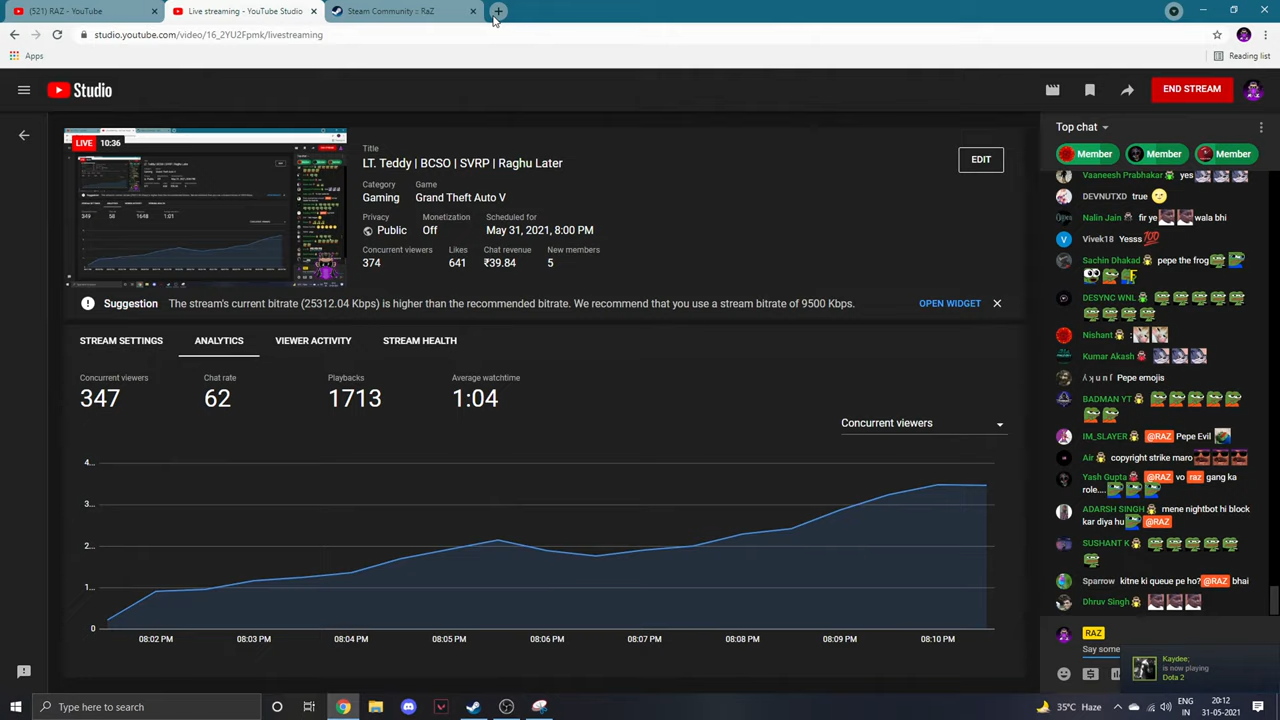 (521) RAZ - YouTube
Live streaming - YouTube Studio
Steam Community :: RAZ
studio.youtube.com/video/16_2YU2Fpmk/livestreaming
Apps
Reading list
Studio
END STREAM
LIVE 10:36
Title
LT. Teddy | BCSO | SVRP | Raghu Later
EDIT
Category Game
Gaming Grand Theft Auto V
Privacy Monetization Scheduled for
Public Off May 31, 2021, 8:00 PM
Concurrent viewers Likes Chat revenue New members
374 641 ₹39.84 5
Suggestion The stream's current bitrate (25312.04 Kbps) is higher than the recommended bitrate. We recommend that you use a stream bitrate of 9500 Kbps.
OPEN WIDGET
STREAM SETTINGS ANALYTICS VIEWER ACTIVITY STREAM HEALTH
Concurrent viewers Chat rate Playbacks Average watchtime
347 62 1713 1:04
Concurrent viewers
4...
3...
2...
1...
0
08:02 PM 08:03 PM 08:04 PM 08:05 PM 08:06 PM 08:07 PM 08:08 PM 08:09 PM 08:10 PM
Top chat
Member Member Member
Vaaneesh Prabhakar yes
DEVNUTXD true
Nalin Jain fir ye wala bhi
Vivek18 Yesss 💯
Sachin Dhakad pepe the frog
DESYNC WNL
Nishant :
Kumar Akash
Pepe emojis
BADMAN YT
IM_SLAYER @RAZ Pepe Evil
Air copyright strike maro
Yash Gupta @RAZ vo raz gang ka
role....
ADARSH SINGH mene nightbot hi block
kar diya hu @RAZ
SUSHANT K
Sparrow kitne ki queue pe ho? @RAZ bhai
Dhruv Singh
RAZ
Say some
Kaydee;
is now playing
Dota 2
Type here to search
35°C Haze
ENG
IN
20:12
31-05-2021